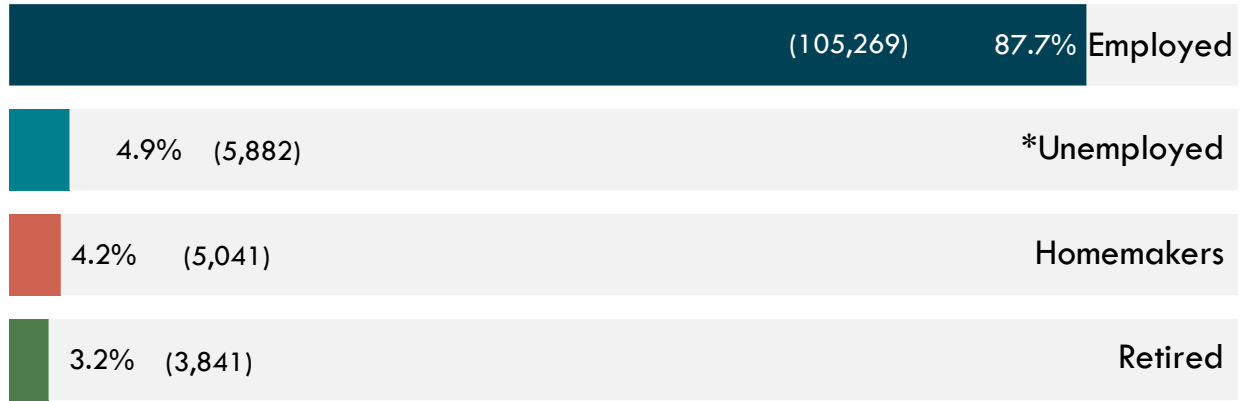 (105,269) 87.7% Employed
4.9% (5,882) *Unemployed
4.2% (5,041) Homemakers
3.2% (3,841) Retired